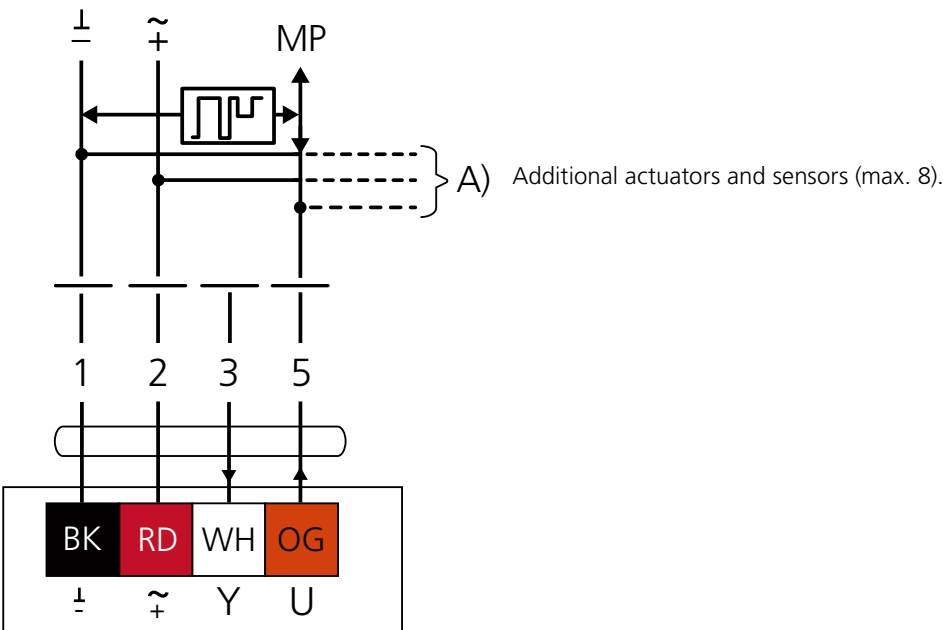 ⊥ ~ MP
− +
A) Additional actuators and sensors (max. 8).
1 2 3 5
BK RD WH OG
⊥ ~ Y U
- +